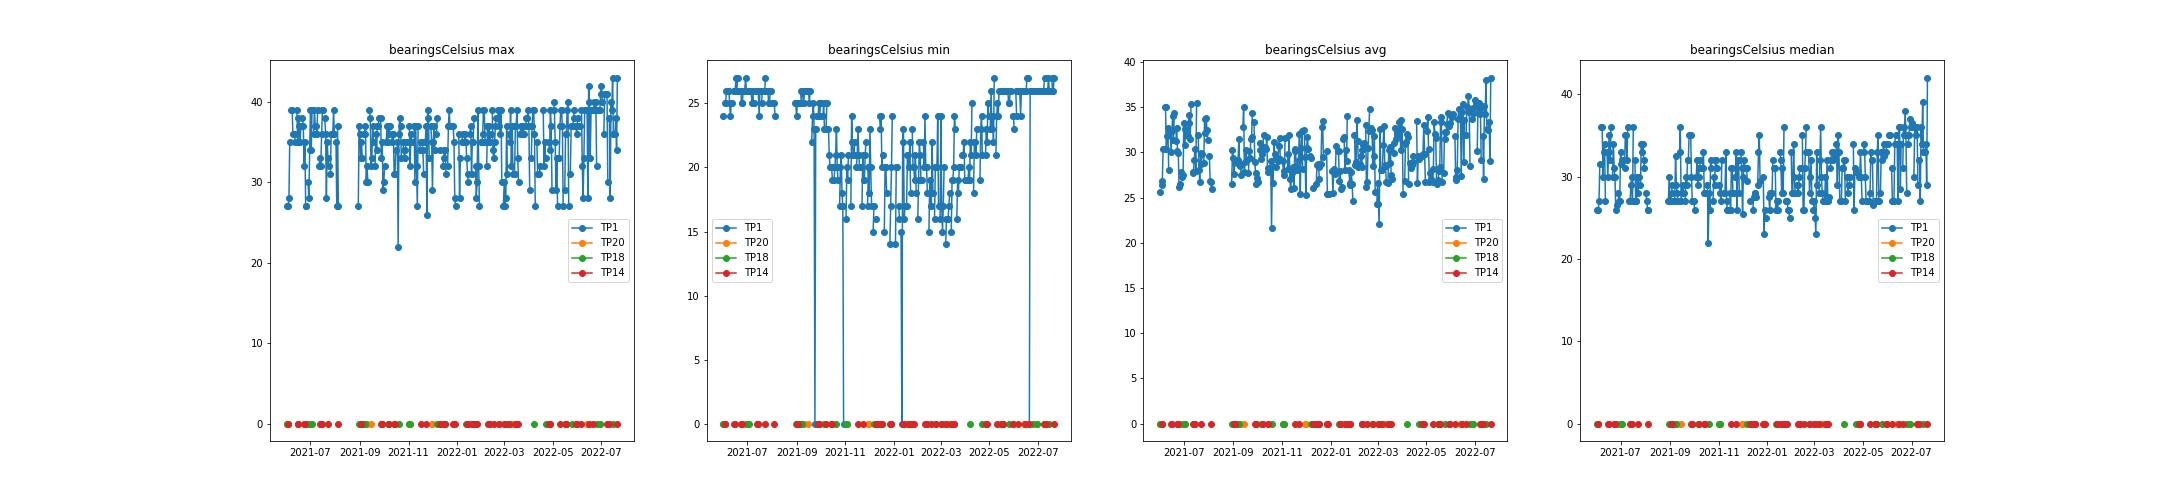 bearingsCelsius max
40
30
20
10
0
2021-07 2021-09 2021-11 2022-01 2022-03 2022-05 2022-07
TP1
TP20
TP18
TP14
bearingsCelsius min
25
20
15
10
5
0
2021-07 2021-09 2021-11 2022-01 2022-03 2022-05 2022-07
TP1
TP20
TP18
TP14
bearingsCelsius avg
40
35
30
25
20
15
10
5
0
2021-07 2021-09 2021-11 2022-01 2022-03 2022-05 2022-07
TP1
TP20
TP18
TP14
bearingsCelsius median
40
30
20
10
0
2021-07 2021-09 2021-11 2022-01 2022-03 2022-05 2022-07
TP1
TP20
TP18
TP14